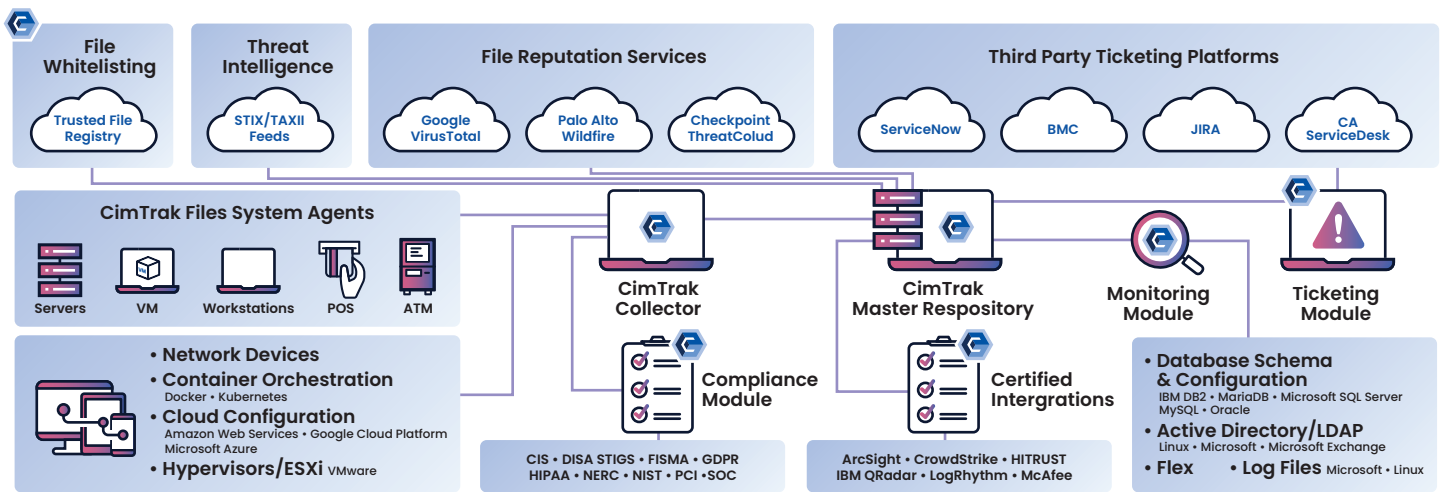 File
Whitelisting
Trusted File
Registry
Threat
Intelligence
STIX/TAXII
Feeds
File Reputation Services
Google
VirusTotal
Palo Alto
Wildfire
Checkpoint
ThreatColud
Third Party Ticketing Platforms
ServiceNow
BMC
JIRA
CA
ServiceDesk
CimTrak Files System Agents
Servers
VM
VM
Workstations
POS
ATM
CimTrak
Collector
CimTrak
Master Respository
Monitoring
Module
Ticketing
Module
• Network Devices
• Container Orchestration
Docker • Kubernetes
• Cloud Configuration
Amazon Web Services • Google Cloud Platform
Microsoft Azure
• Hypervisors/ESXi VMware
Compliance
Module
CIS • DISA STIGS • FISMA • GDPR
HIPAA • NERC • NIST • PCI •SOC
Certified
Intergrations
ArcSight • CrowdStrike • HITRUST
IBM QRadar • LogRhythm • McAfee
• Database Schema
& Configuration
IBM DB2 • MariaDB • Microsoft SQL Server
MySQL • Oracle
• Active Directory/LDAP
Linux • Microsoft • Microsoft Exchange
• Flex • Log Files Microsoft • Linux